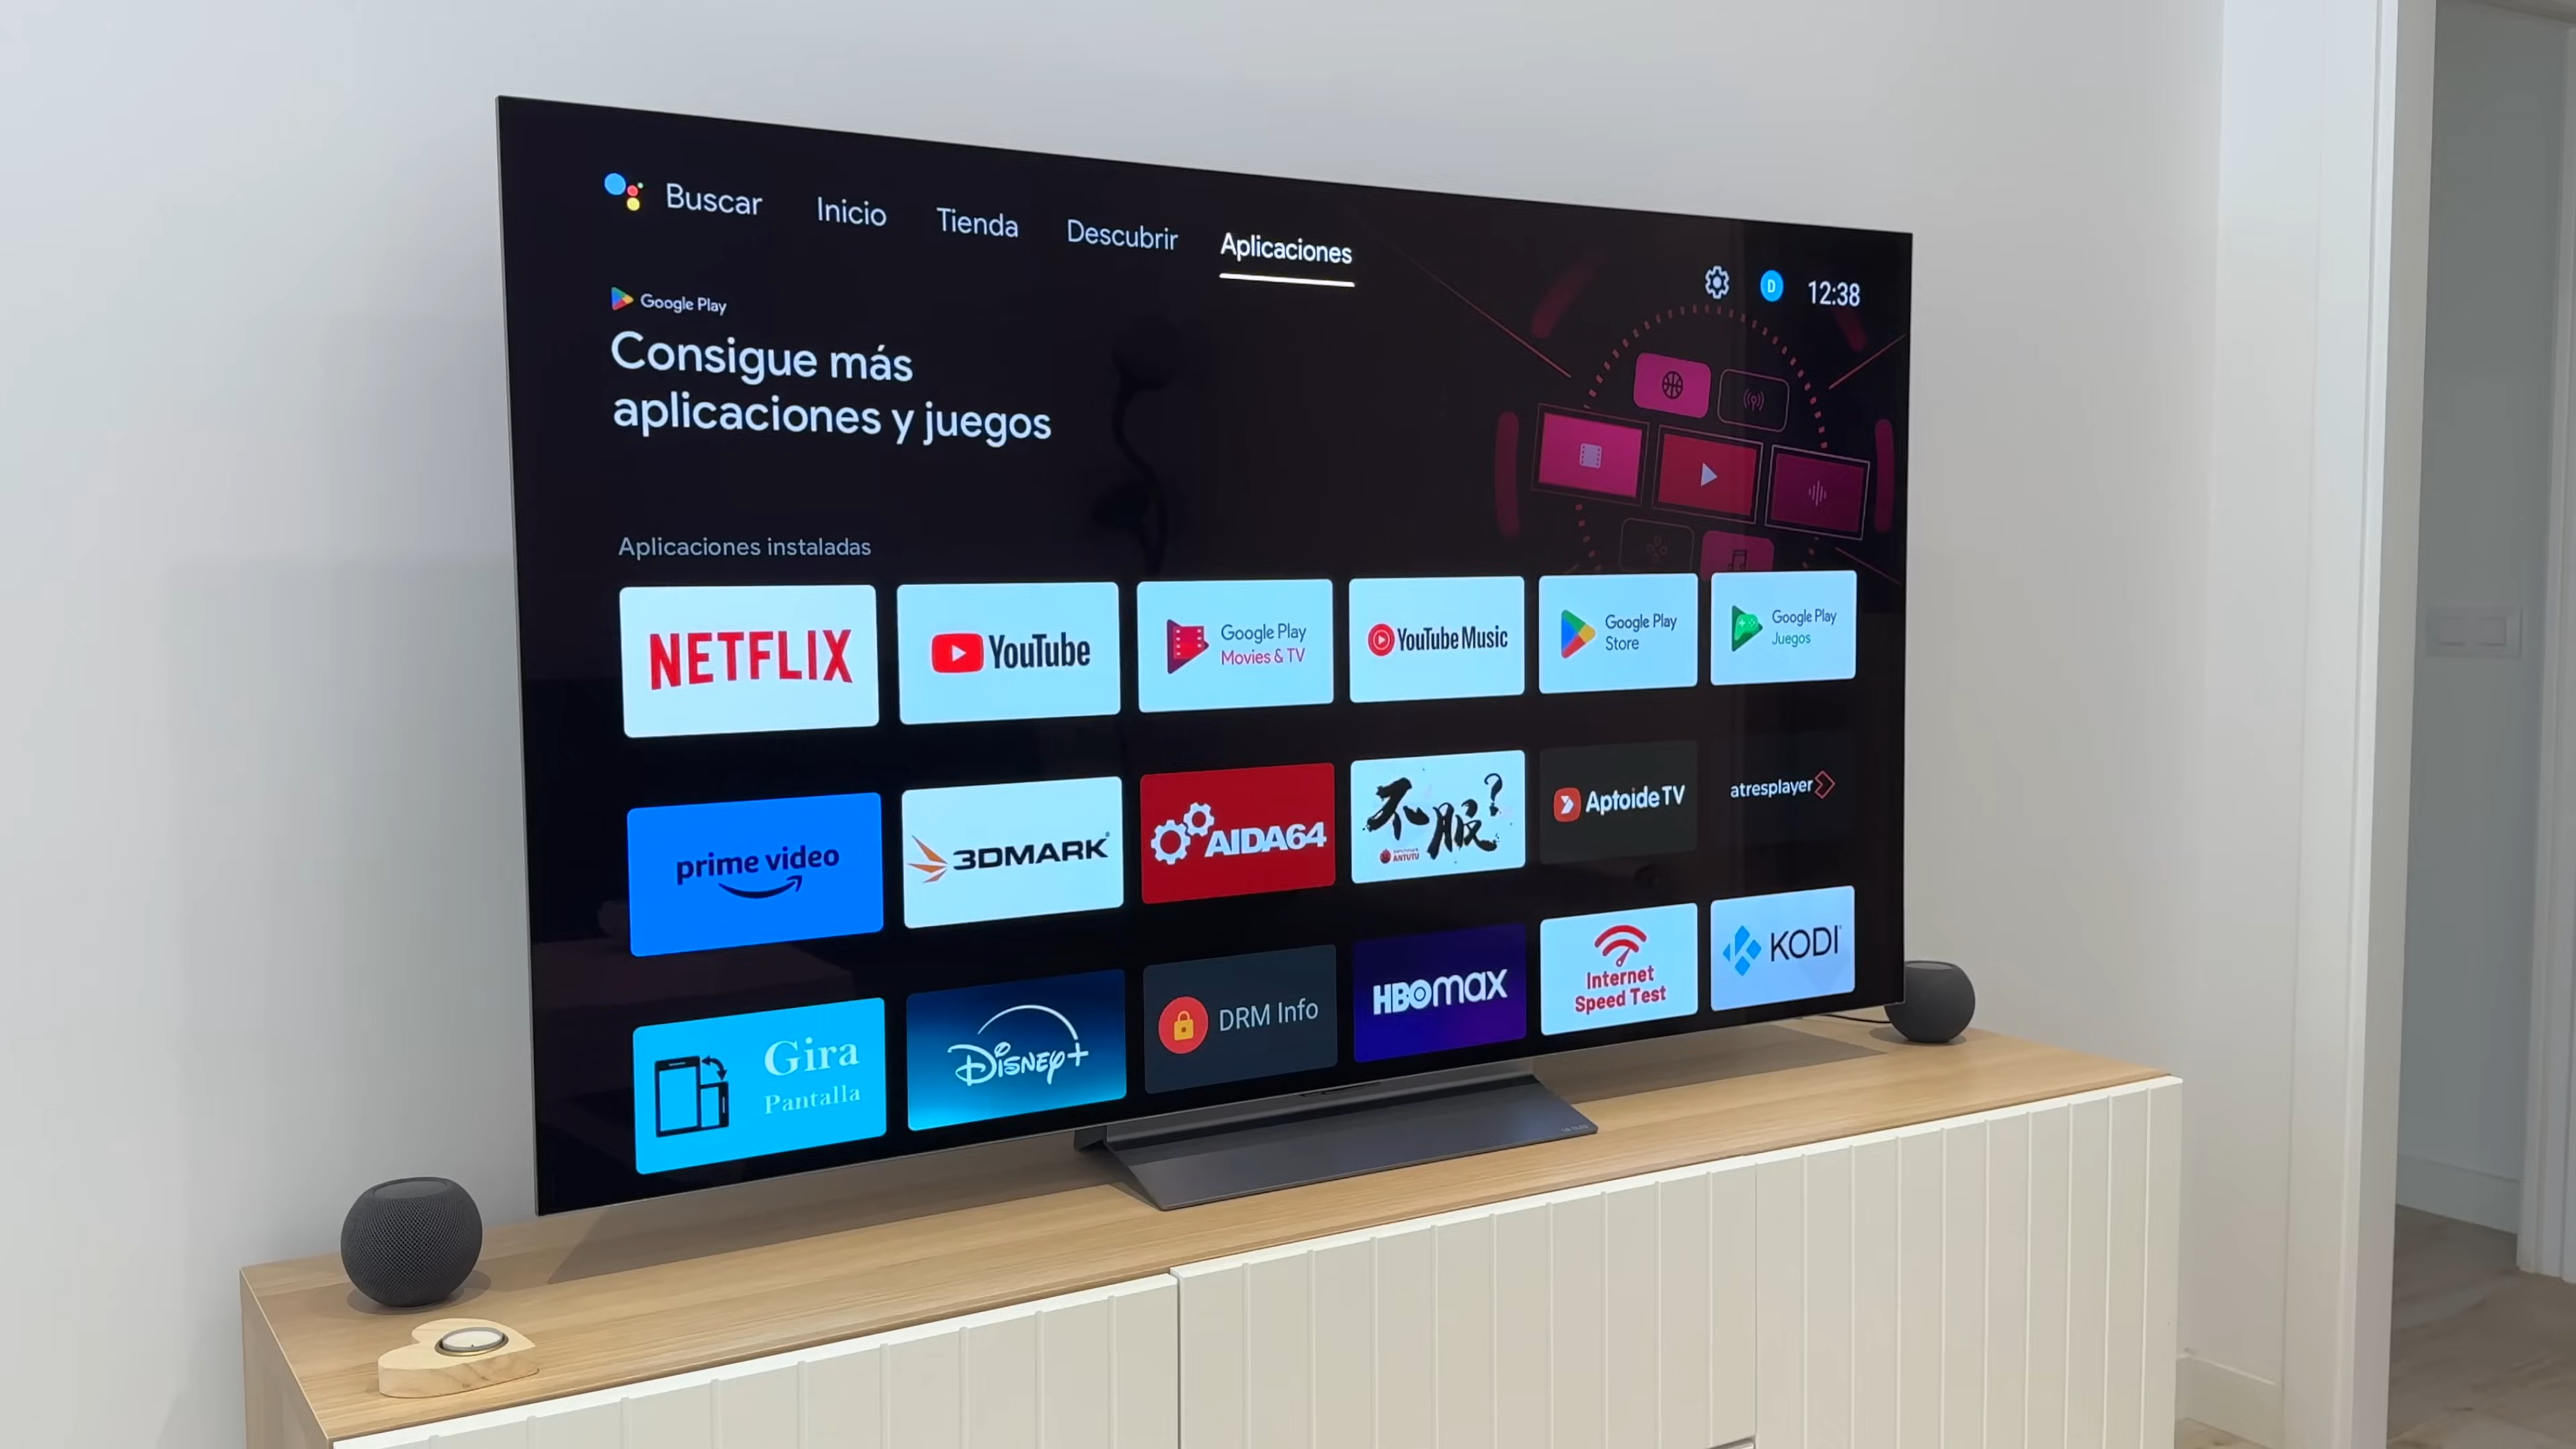 Buscar
Inicio
Tienda
Descubrir
Aplicaciones
D
12:38
Google Play
Consigue más
aplicaciones y juegos
Aplicaciones instaladas
NETFLIX
YouTube
Google Play
Movies & TV
YouTube Music
Google Play
Store
Google Play
Juegos
prime video
3DMARK
AIDA64
不服?
ANTUTU
Aptoide TV
atresplayer
Gira
Pantalla
Disney+
DRM Info
HBOmax
Internet
Speed Test
KODI